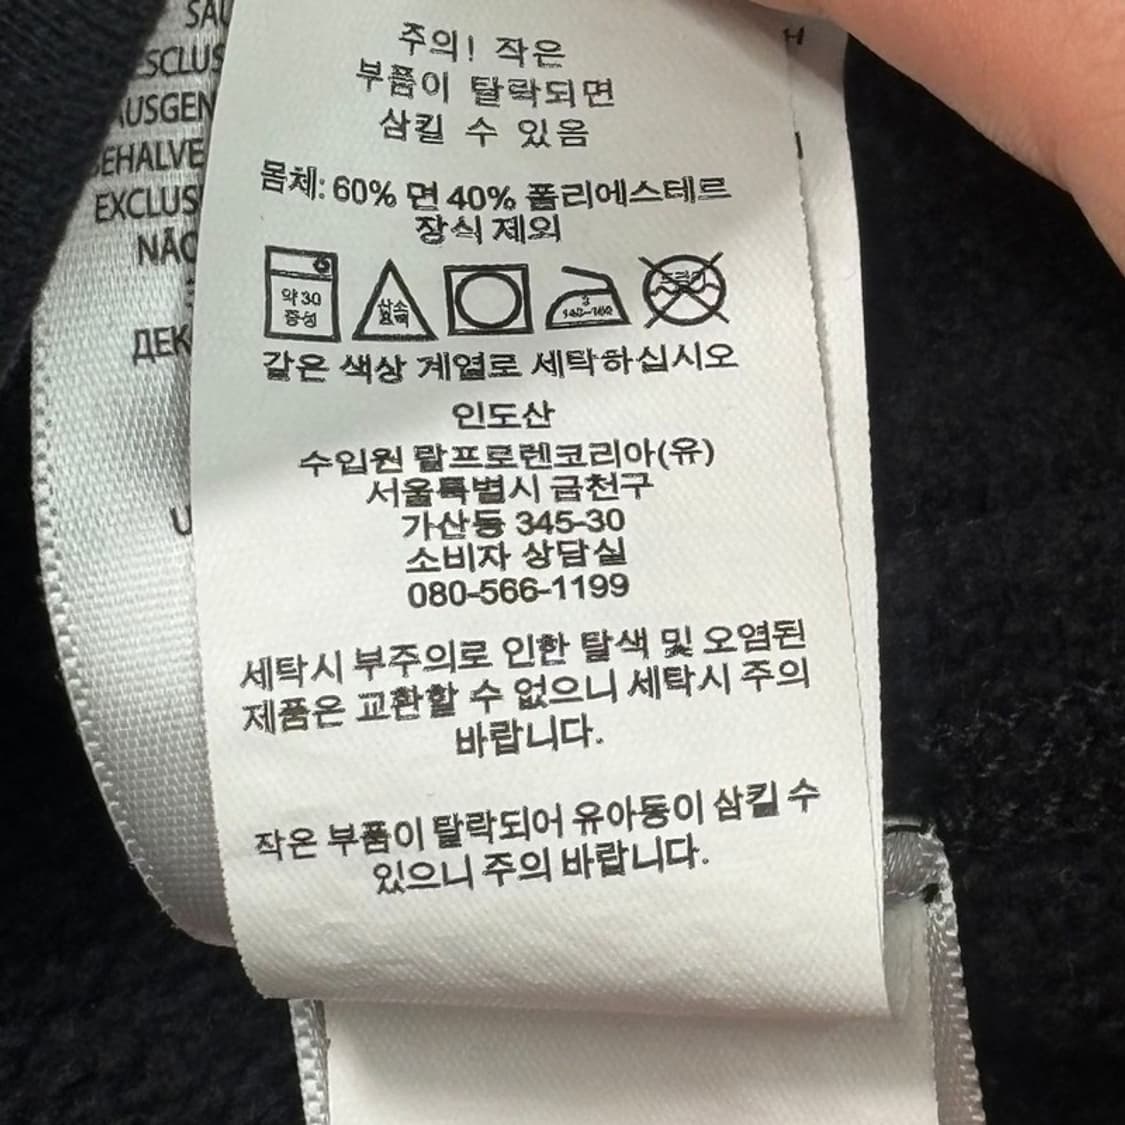 SAU
ESCLUS
AUSGEN
BEHALVE
EXCLUS
NÃO
ДЕК
주의! 작은
부품이 탈락되면
삼킬 수 있음
몸체: 60% 면 40% 폴리에스테르
장식 제외
약 30
중성
산소
표백
3
140~160
드라이
같은 색상 계열로 세탁하십시오
인도산
수입원 랄프로렌코리아(유)
서울특별시 금천구
가산동 345-30
소비자 상담실
080-566-1199
세탁시 부주의로 인한 탈색 및 오염된
제품은 교환할 수 없으니 세탁시 주의
바랍니다.
작은 부품이 탈락되어 유아동이 삼킬 수
있으니 주의 바랍니다.